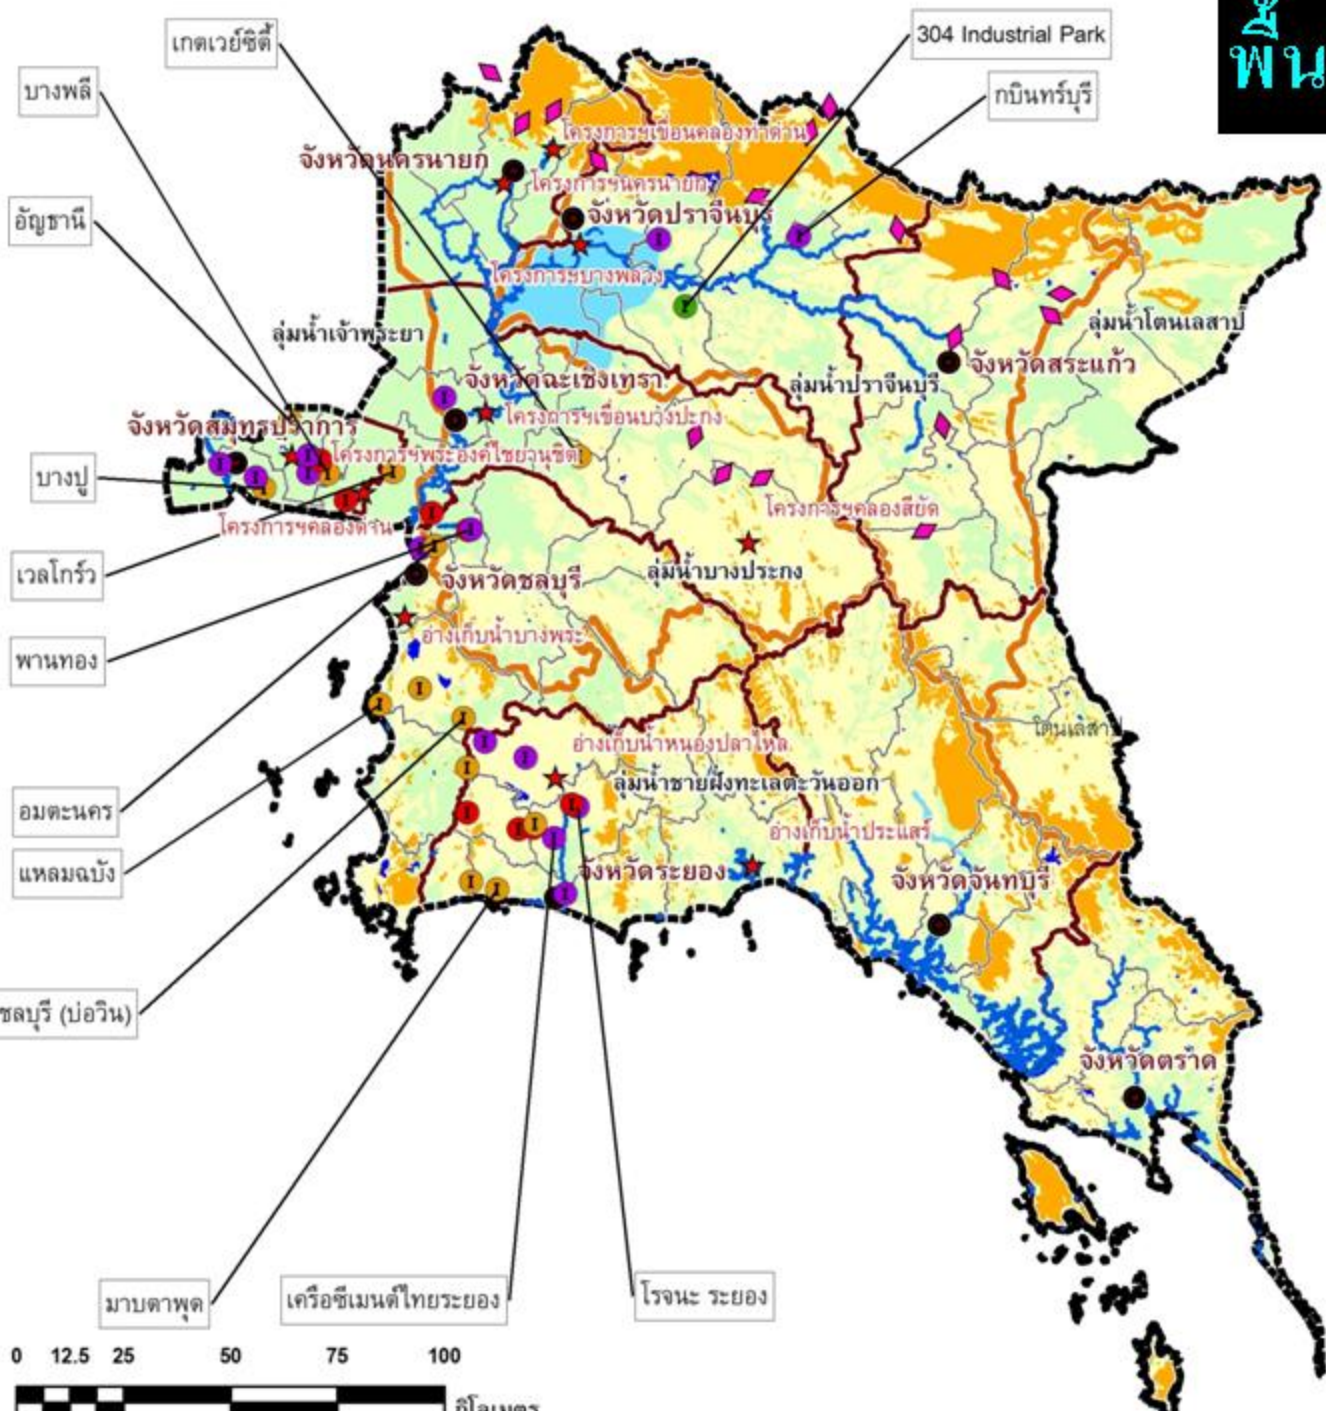 พื้น
เกตเวย์ซิตี้
304 Industrial Park
บางพลี
กบินทร์บุรี
โครงการฯเขื่อนคลองท่าด่าน
จังหวัดนครนายก
โครงการฯนครนายก
อัญธานี
จังหวัดปราจีนบุรี
โครงการฯบางพลวง
ลุ่มน้ำเจ้าพระยา
ลุ่มน้ำโตนเลสาป
จังหวัดสระแก้ว
จังหวัดฉะเชิงเทรา
ลุ่มน้ำปราจีนบุรี
โครงการฯเขื่อนบางปะกง
จังหวัดสมุทรปราการ
โครงการฯพระองค์ไชยานุชิต
บางปู
โครงการฯคลองสียัด
โครงการฯคลองด่าน
เวลโกร์ว
ลุ่มน้ำบางประกง
จังหวัดชลบุรี
อ่างเก็บน้ำบางพระ
พานทอง
โตนเลสาป
อ่างเก็บน้ำหนองปลาไหล
ลุ่มน้ำชายฝั่งทะเลตะวันออก
อมตะนคร
อ่างเก็บน้ำประแสร์
แหลมฉบัง
จังหวัดระยอง
จังหวัดจันทบุรี
ชลบุรี (บ่อวิน)
จังหวัดตราด
มาบตาพุด
เครือซีเมนต์ไทยระยอง
โรจนะ ระยอง
0 12.5 25 50 75 100
กิโลเมตร